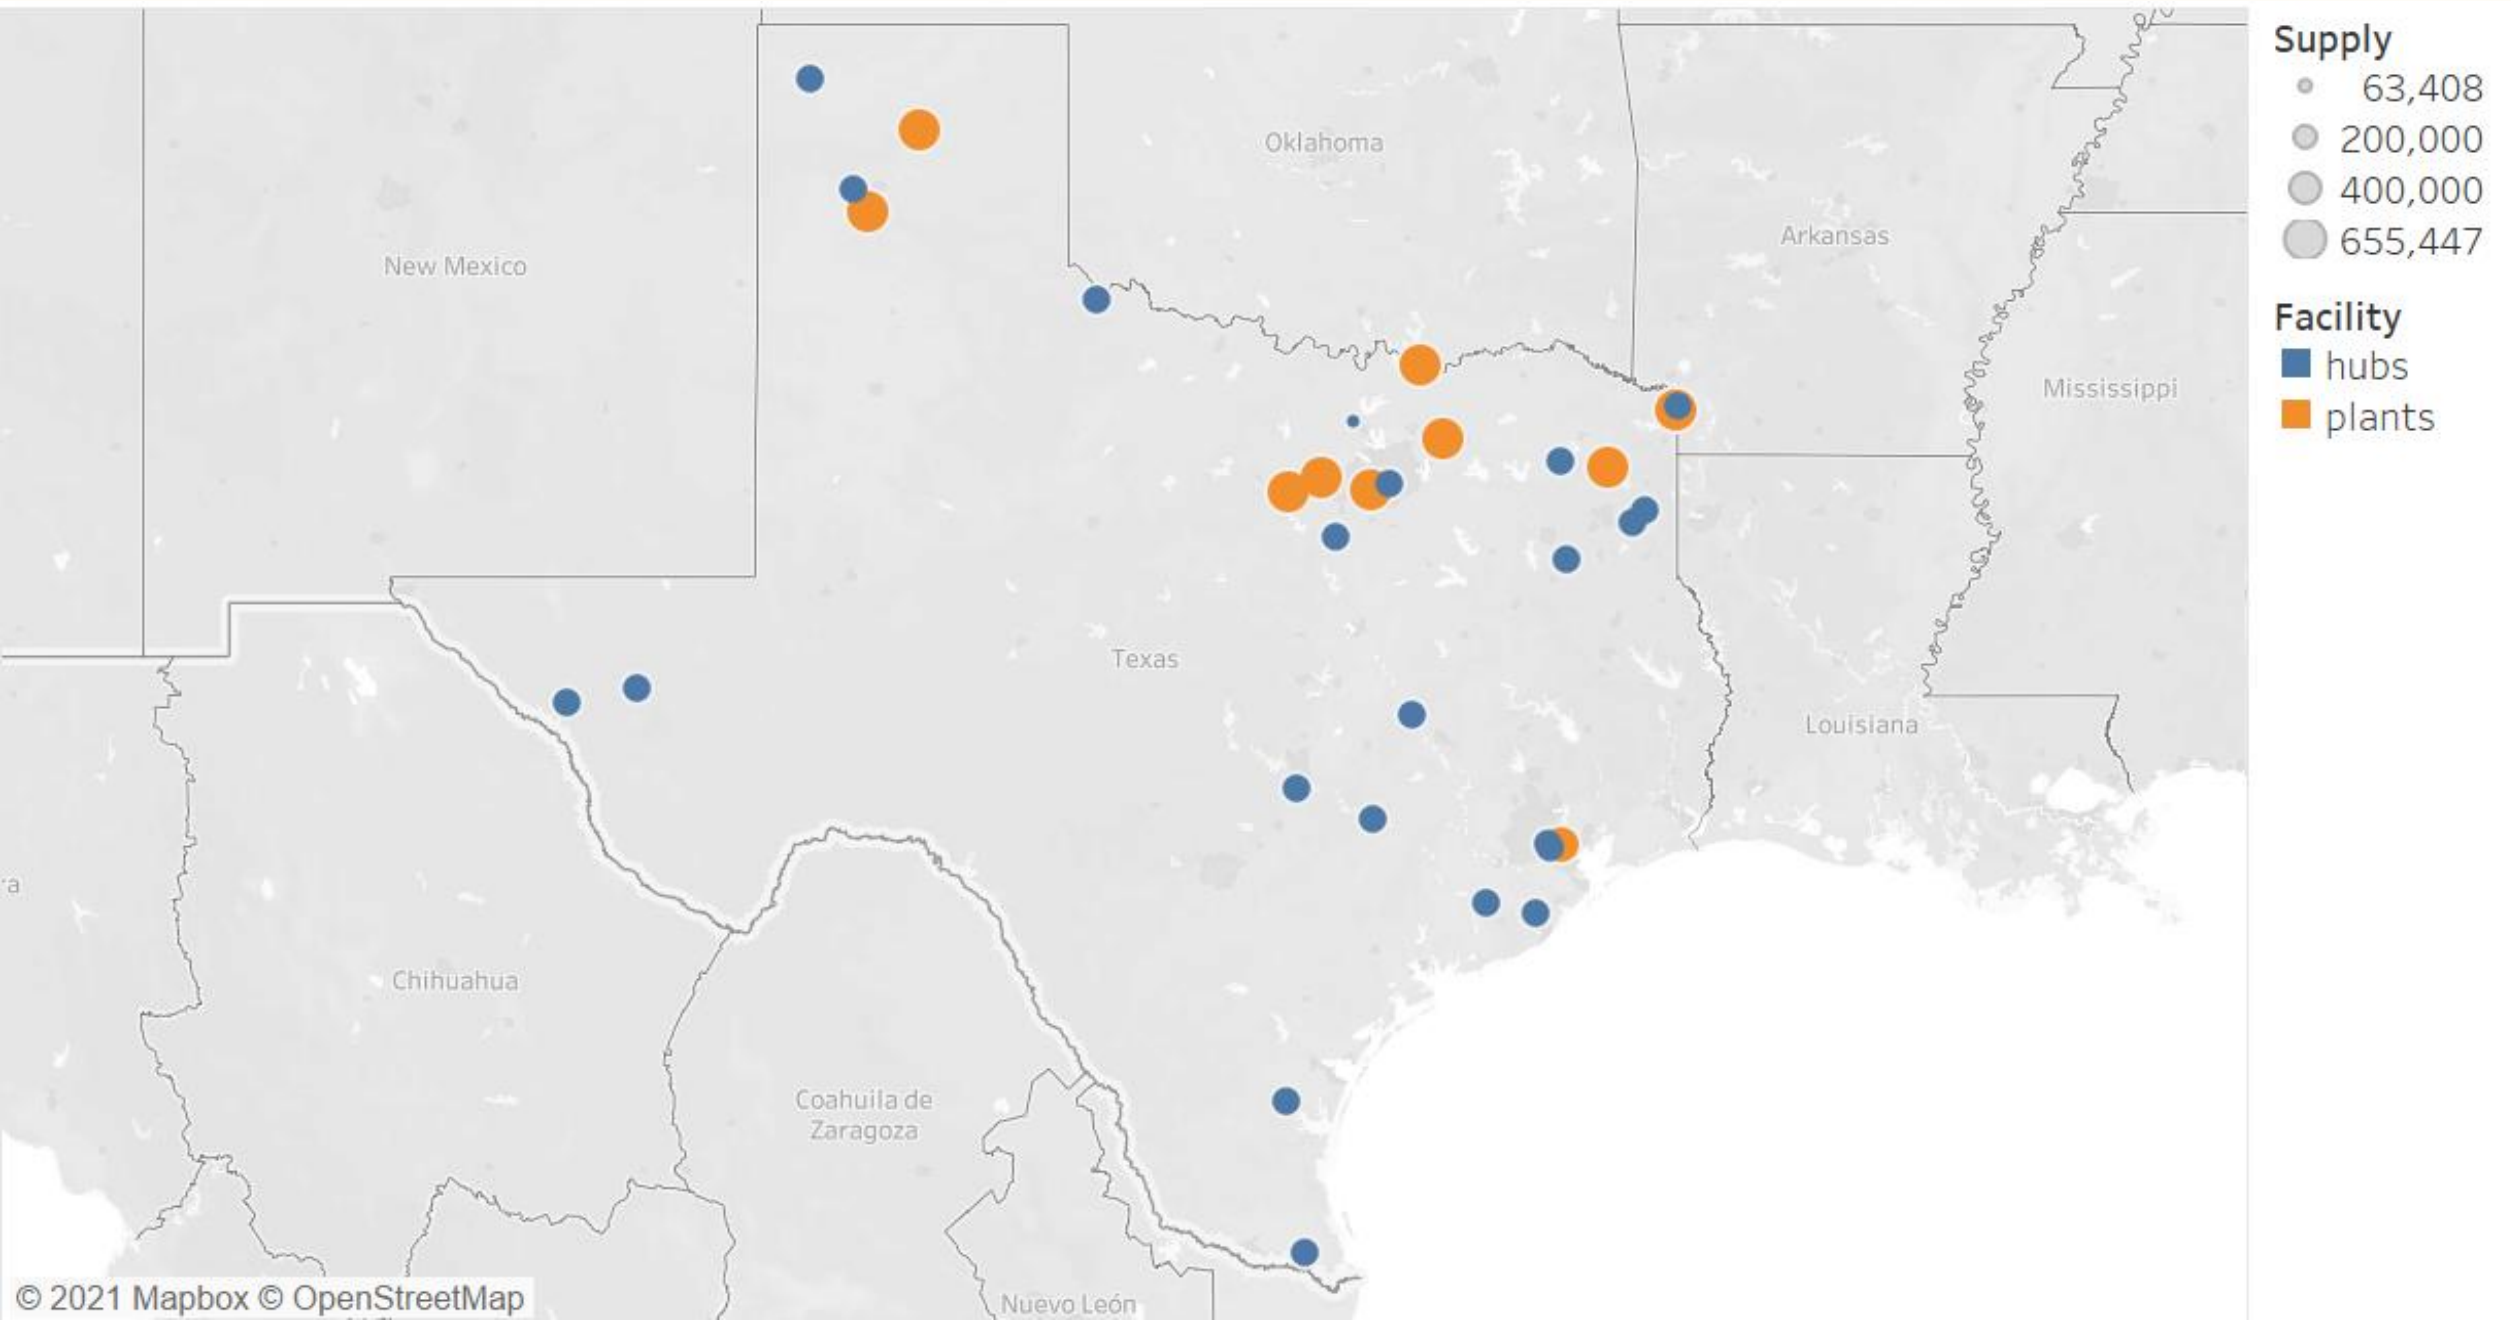 Supply
63,408
200,000
400,000
655,447
Facility
hubs
plants
Oklahoma
Arkansas
New Mexico
Mississippi
Texas
Louisiana
a
Chihuahua
Coahuila de
Zaragoza
Nuevo León
© 2021 Mapbox © OpenStreetMap